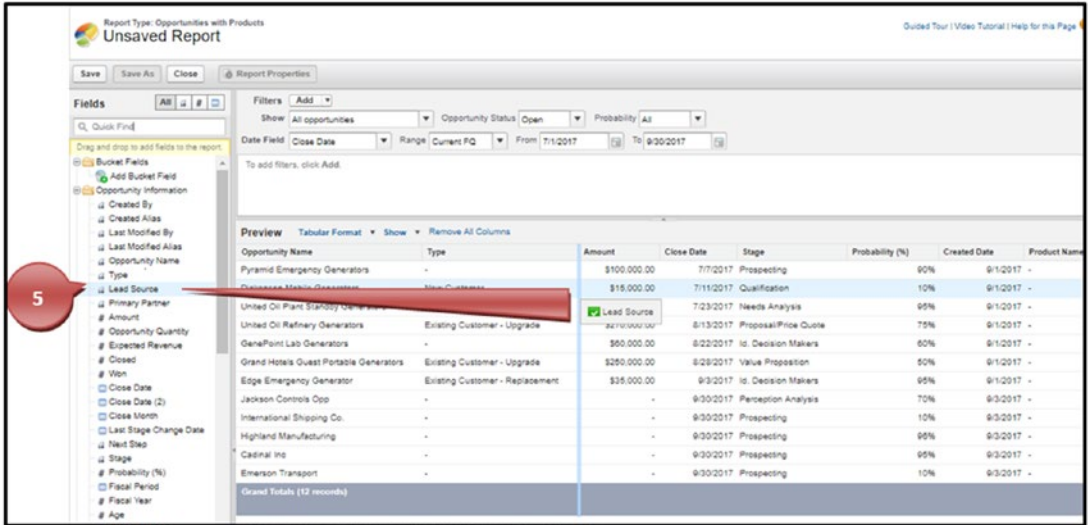 Report Type: Opportunities with Products
Unsaved Report
Guided Tour | Video Tutorial | Help for this Page
Save Save As Close Report Properties
Fields All a #
Quick Find
Drag and drop to add fields to the report.
Bucket Fields
Add Bucket Field
Opportunity Information
a Created By
a Created Alias
a Last Modified By
a Last Modified Alias
a Opportunity Name
a Type
a Lead Source
a Primary Partner
# Amount
# Opportunity Quantity
# Expected Revenue
# Closed
# Won
Close Date
Close Date (2)
Close Month
Last Stage Change Date
a Next Step
a Stage
# Probability (%)
Fiscal Period
# Fiscal Year
# Age
5
Filters Add
Show All opportunities Opportunity Status Open Probability All
Date Field Close Date Range Current FQ From 7/1/2017 To 9/30/2017
To add filters, click Add.
Preview Tabular Format Show Remove All Columns
Opportunity Name Type Amount Close Date Stage Probability (%) Created Date Product Name
Pyramid Emergency Generators - $100,000.00 7/7/2017 Prospecting 90% 9/1/2017 -
Dickenson Mobile Generators New Customer $15,000.00 7/11/2017 Qualification 10% 9/1/2017 -
United Oil Plant Standby Generators 7/23/2017 Needs Analysis 95% 9/1/2017 -
Lead Source
United Oil Refinery Generators Existing Customer - Upgrade $270,000.00 8/13/2017 Proposal/Price Quote 75% 9/1/2017 -
GenePoint Lab Generators - $60,000.00 8/22/2017 Id. Decision Makers 60% 9/1/2017 -
Grand Hotels Guest Portable Generators Existing Customer - Upgrade $250,000.00 8/28/2017 Value Proposition 50% 9/1/2017 -
Edge Emergency Generator Existing Customer - Replacement $35,000.00 9/3/2017 Id. Decision Makers 95% 9/1/2017 -
Jackson Controls Opp - - 9/30/2017 Perception Analysis 70% 9/3/2017 -
International Shipping Co. - - 9/30/2017 Prospecting 10% 9/3/2017 -
Highland Manufacturing - - 9/30/2017 Prospecting 95% 9/3/2017 -
Cadinal Inc - - 9/30/2017 Prospecting 95% 9/3/2017 -
Emerson Transport - - 9/30/2017 Prospecting 10% 9/3/2017 -
Grand Totals (12 records)